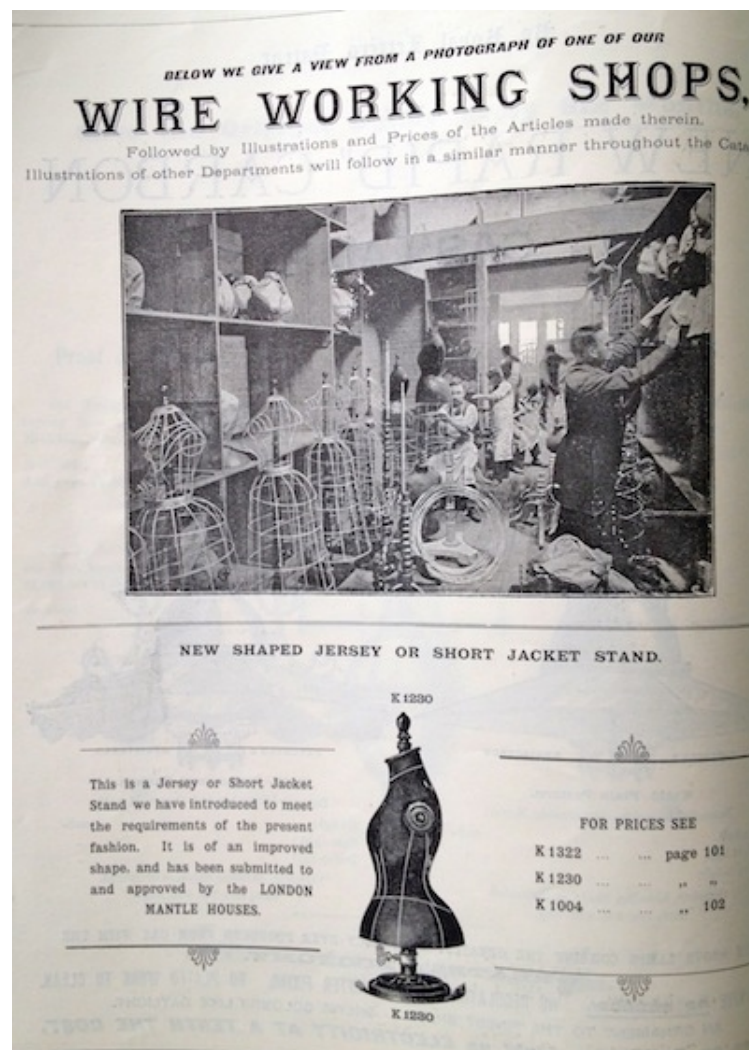 BELOW WE GIVE A VIEW FROM A PHOTOGRAPH OF ONE OF OUR
WIRE WORKING SHOPS,
Followed by Illustrations and Prices of the Articles made therein.
Illustrations of other Departments will follow in a similar manner throughout the Cata
NEW SHAPED JERSEY OR SHORT JACKET STAND.
K 1230
This is a Jersey or Short Jacket
Stand we have introduced to meet
the requirements of the present
fashion. It is of an improved
shape, and has been submitted to
and approved by the LONDON
MANTLE HOUSES.
FOR PRICES SEE
K 1322 ... ... page 101
K 1230 ... ... „ „
K 1004 ... ... „ 102
K 1230